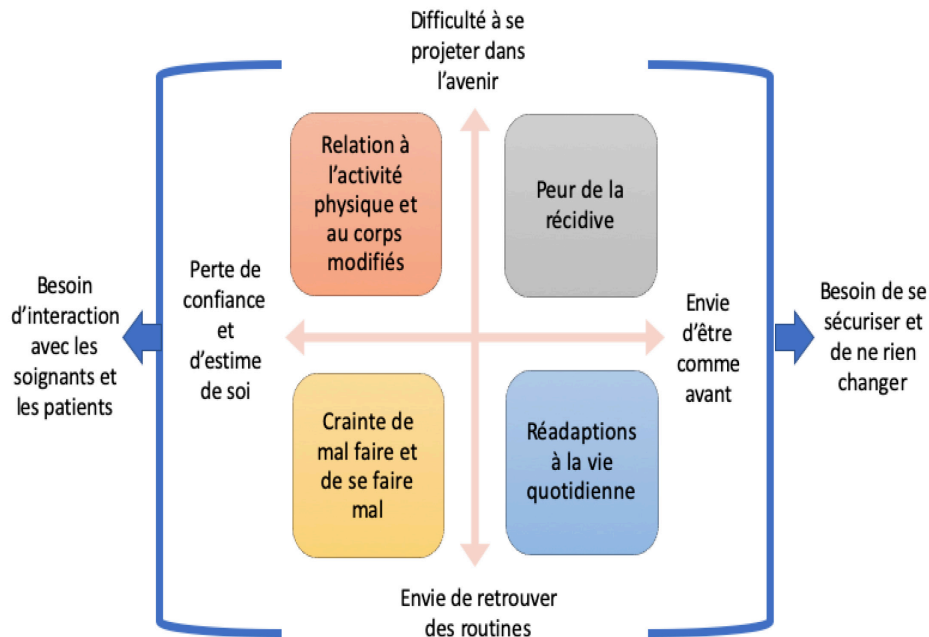 Difficulté à se
projeter dans
l'avenir
Relation à
l'activité
physique et
au corps
modifiés
Peur de la
récidive
Besoin
d'interaction
avec les
soignants et
les patients
Perte de
confiance
et
d'estime
de soi
Envie
d'être
comme
avant
Besoin de se
sécuriser et
de ne rien
changer
Crainte de
mal faire et
de se faire
mal
Réadaptions
à la vie
quotidienne
Envie de retrouver
des routines